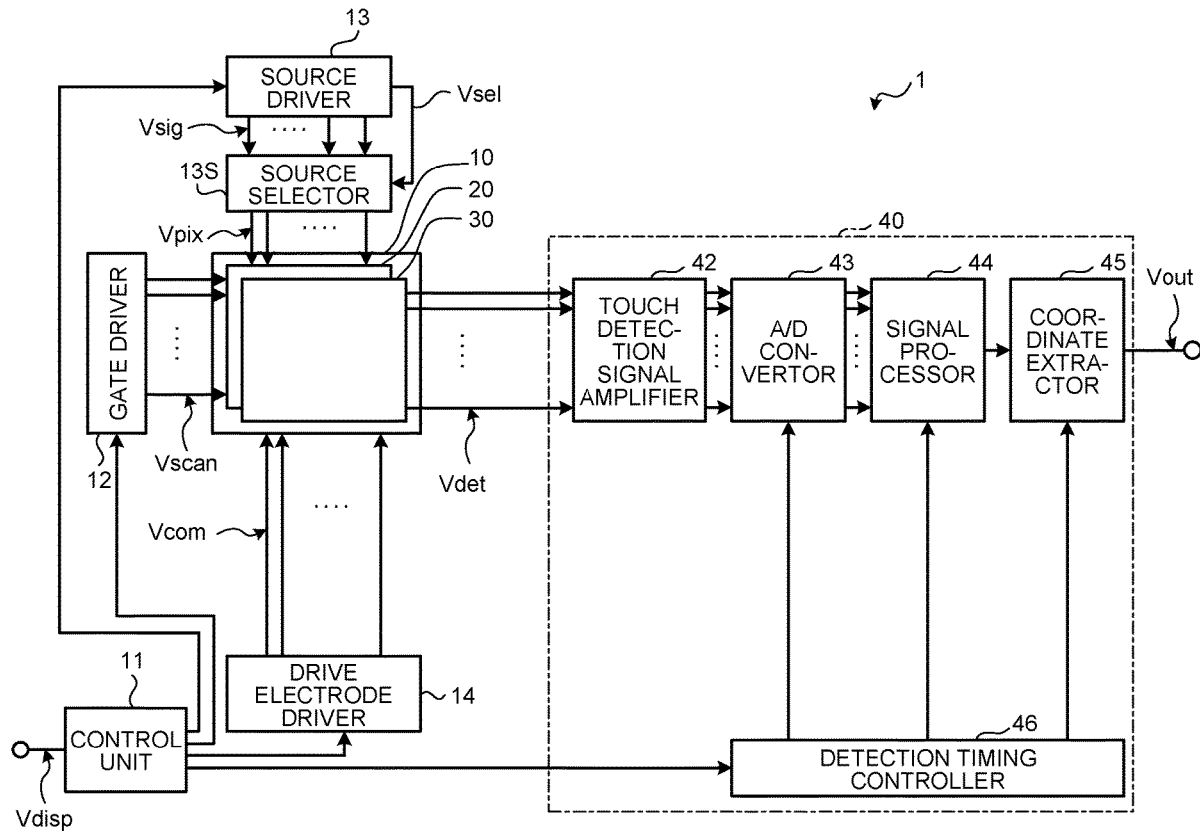 13
SOURCE
DRIVER
Vsel
1
Vsig
....
13S
SOURCE
SELECTOR
10
20
30
Vpix
....
40
GATE DRIVER
....
....
42
43
44
45
Vout
TOUCH
DETEC-
TION
SIGNAL
AMPLIFIER
....
A/D
CON-
VERTOR
....
SIGNAL
PRO-
CESSOR
COOR-
DINATE
EXTRA-
CTOR
12
Vscan
Vdet
Vcom
....
11
DRIVE
ELECTRODE
DRIVER
14
CONTROL
UNIT
46
DETECTION TIMING
CONTROLLER
Vdisp